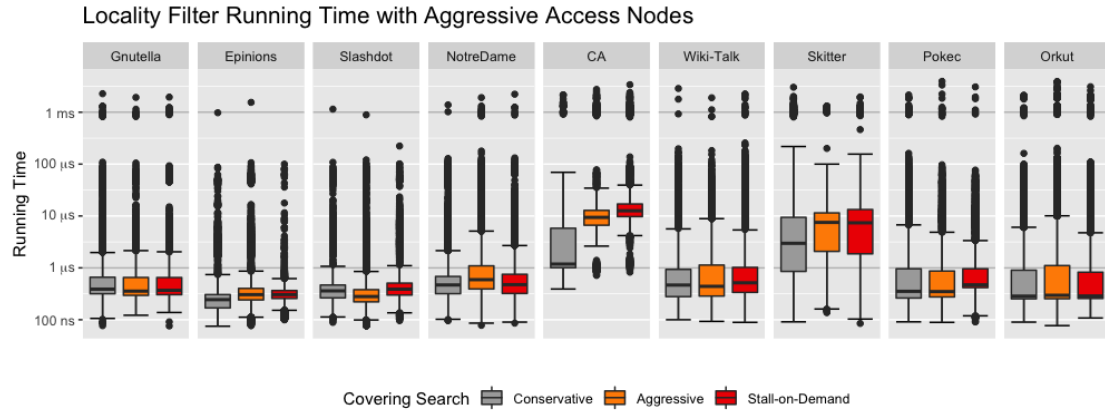 Locality Filter Running Time with Aggressive Access Nodes
Gnutella Epinions Slashdot NotreDame CA Wiki-Talk Skitter Pokec Orkut
Running Time
1 ms
100 μs
10 μs
1 μs
100 ns
Covering Search Conservative Aggressive Stall-on-Demand